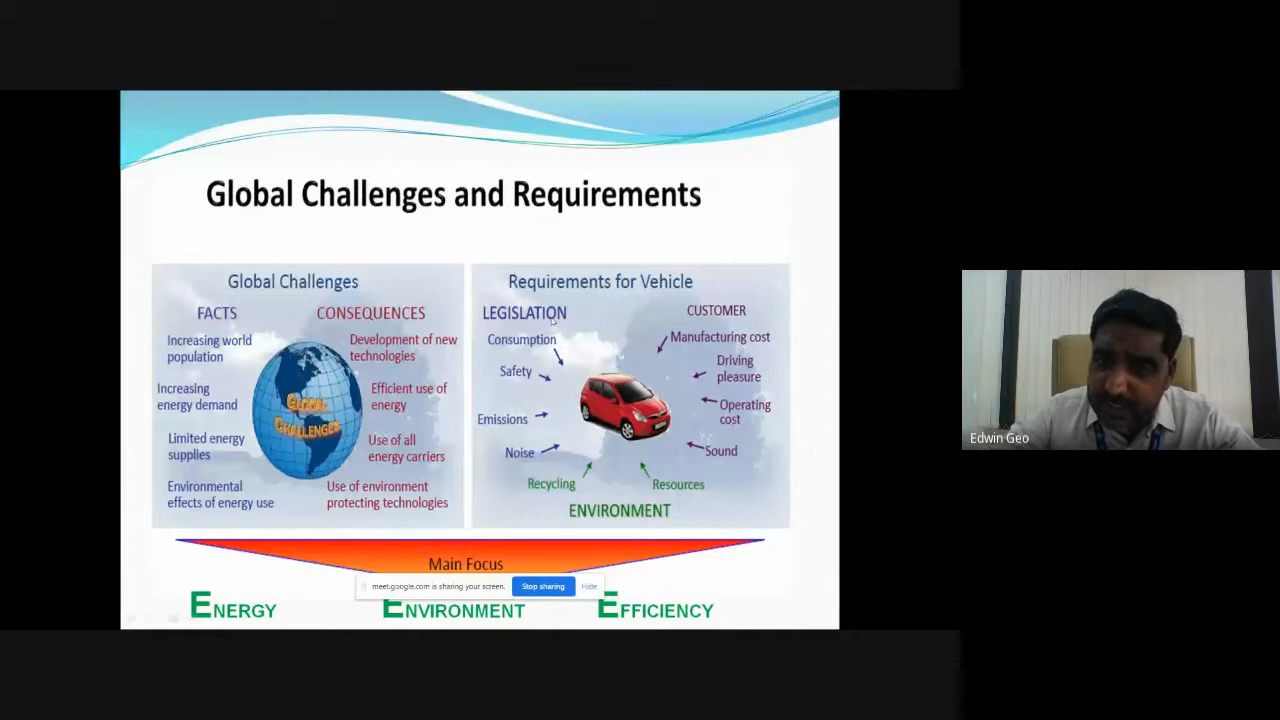 Global Challenges and Requirements
Global Challenges
FACTS
CONSEQUENCES
Increasing world
population
Development of new
technologies
Increasing
energy demand
Efficient use of
energy
GLOBAL
CHALLENGES
Limited energy
supplies
Use of all
energy carriers
Environmental
effects of energy use
Use of environment
protecting technologies
Requirements for Vehicle
LEGISLATION
CUSTOMER
Consumption
Manufacturing cost
Safety
Driving
pleasure
Emissions
Operating
cost
Noise
Sound
Recycling
Resources
ENVIRONMENT
Main Focus
meet.google.com is sharing your screen.
Stop sharing
Hide
ENERGY
ENVIRONMENT
EFFICIENCY
Edwin Geo